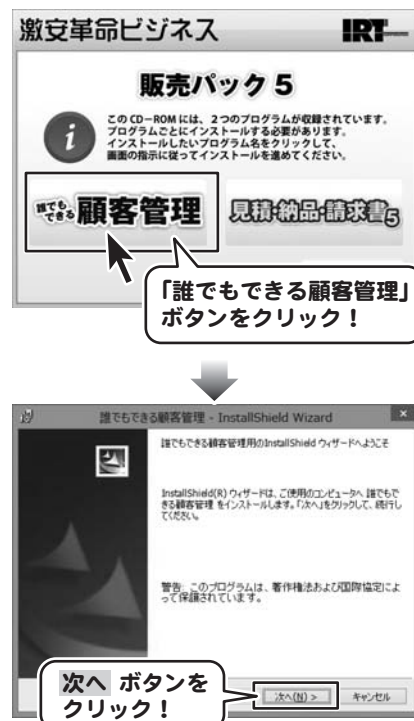 激安革命ビジネス
IRT
販売パック5
i
このCD-ROMには、2つのプログラムが収録されています。
プログラムごとにインストールする必要があります。
インストールしたいプログラム名をクリックして、
画面の指示に従ってインストールを進めてください。
誰でもできる顧客管理
見積・納品・請求書5
「誰でもできる顧客管理」
ボタンをクリック！
誰でもできる顧客管理 - InstallShield Wizard
×
誰でもできる顧客管理用のInstallShield ウィザードへようこそ
InstallShield(R) ウィザードは、ご使用のコンピュータへ 誰でもで
きる顧客管理 をインストールします。「次へ」をクリックして、続行し
てください。
警告: このプログラムは、著作権法および国際協定によ
って保護されています。
次へ ボタンを
クリック！
次へ(N) >
キャンセル